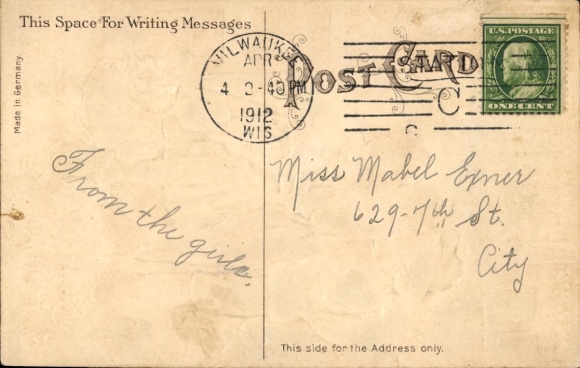 This Space For Writing Messages
Made in Germany.
MILWAUKEE
APR
4
PM
1912
WIS
POST CARD
STA
C
C
U.S. POSTAGE
ONE CENT
From the girls.
Miss Mabel Exner
629-7th St.
City
This side for the Address only.